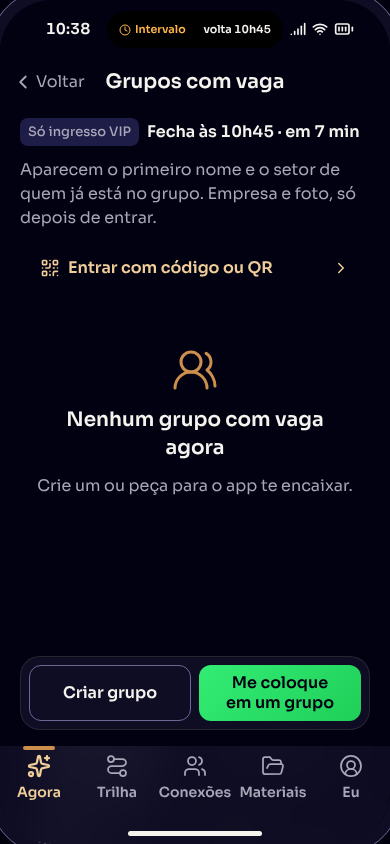 10:38
Intervalo volta 10h45
Voltar
Grupos com vaga
Só ingresso VIP
Fecha às 10h45 · em 7 min
Aparecem o primeiro nome e o setor de
quem já está no grupo. Empresa e foto, só
depois de entrar.
Entrar com código ou QR
Nenhum grupo com vaga
agora
Crie um ou peça para o app te encaixar.
Criar grupo
Me coloque
em um grupo
Agora
Trilha
Conexões
Materiais
Eu